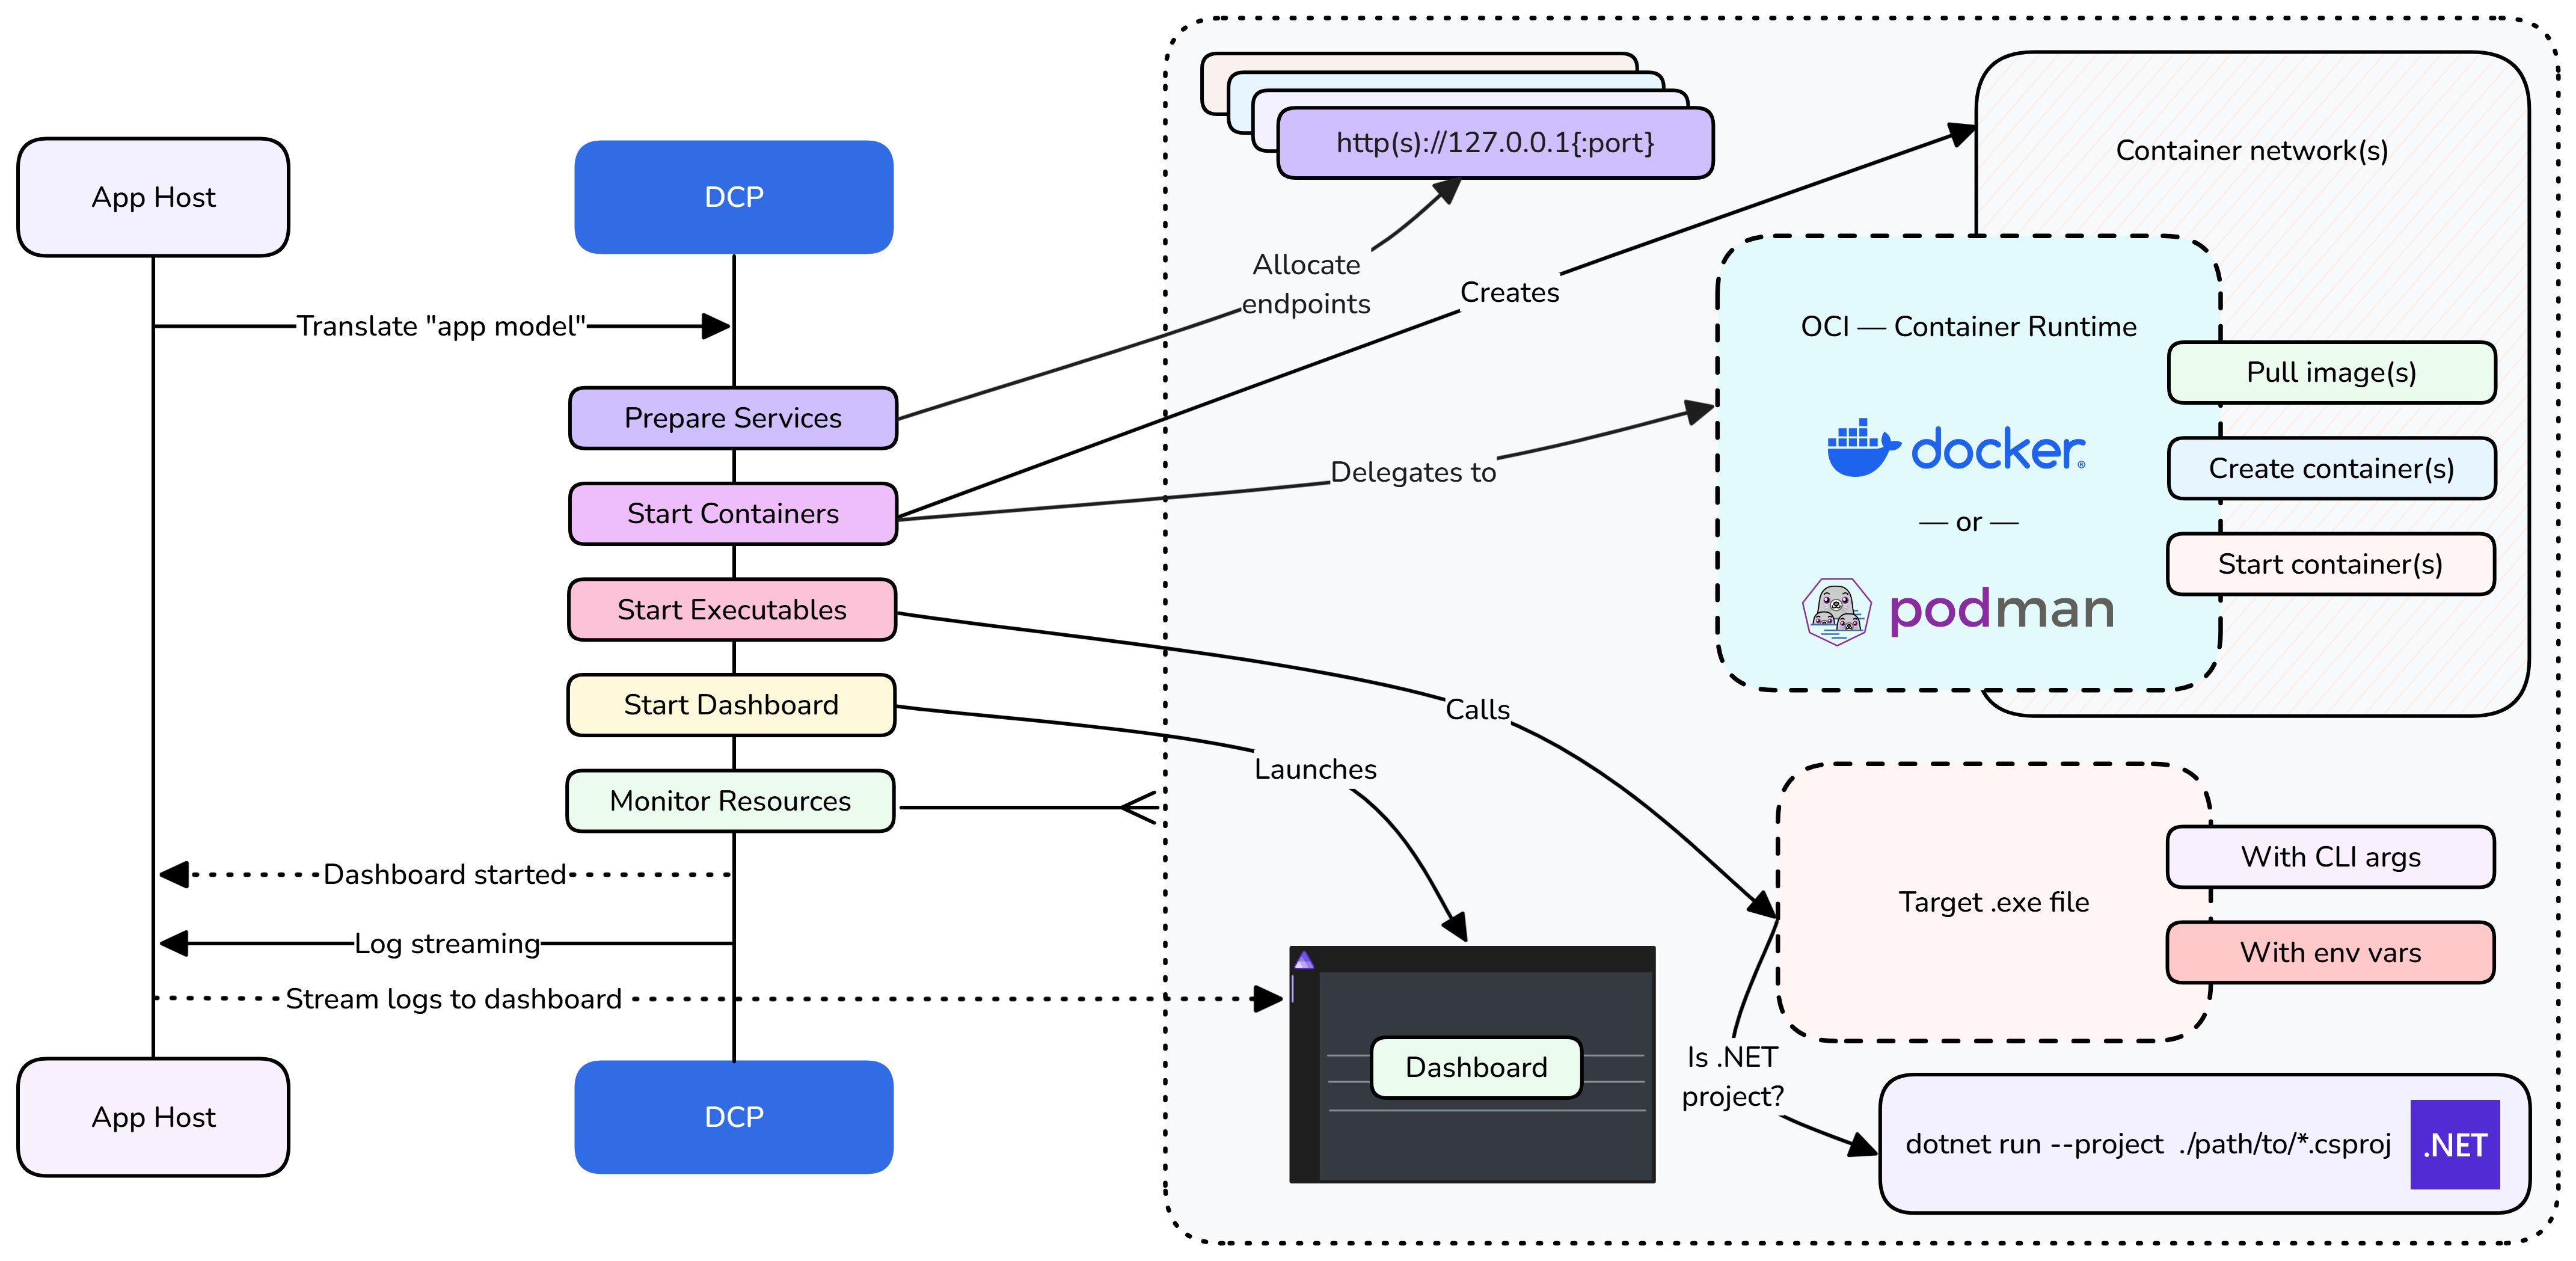 App Host
DCP
Translate "app model"
Prepare Services
Start Containers
Start Executables
Start Dashboard
Monitor Resources
Dashboard started
Log streaming
Stream logs to dashboard
App Host
DCP
http(s)://127.0.0.1{:port}
Allocate
endpoints
Creates
Delegates to
Calls
Launches
Container network(s)
OCI — Container Runtime
docker®
— or —
podman
Pull image(s)
Create container(s)
Start container(s)
Target .exe file
With CLI args
With env vars
Is .NET
project?
Dashboard
dotnet run --project ./path/to/*.csproj
.NET